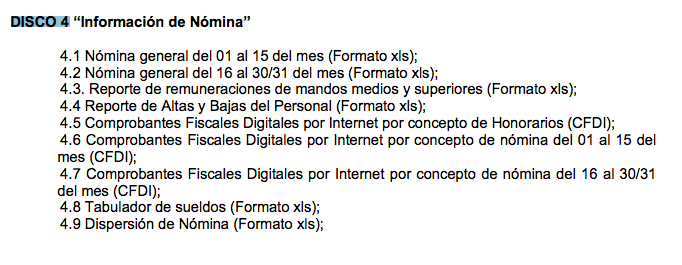 DISCO 4 “Información de Nómina”
4.1 Nómina general del 01 al 15 del mes (Formato xls);
4.2 Nómina general del 16 al 30/31 del mes (Formato xls);
4.3. Reporte de remuneraciones de mandos medios y superiores (Formato xls);
4.4 Reporte de Altas y Bajas del Personal (Formato xls);
4.5 Comprobantes Fiscales Digitales por Internet por concepto de Honorarios (CFDI);
4.6 Comprobantes Fiscales Digitales por Internet por concepto de nómina del 01 al 15 del
mes (CFDI);
4.7 Comprobantes Fiscales Digitales por Internet por concepto de nómina del 16 al 30/31
del mes (CFDI);
4.8 Tabulador de sueldos (Formato xls);
4.9 Dispersión de Nómina (Formato xls);